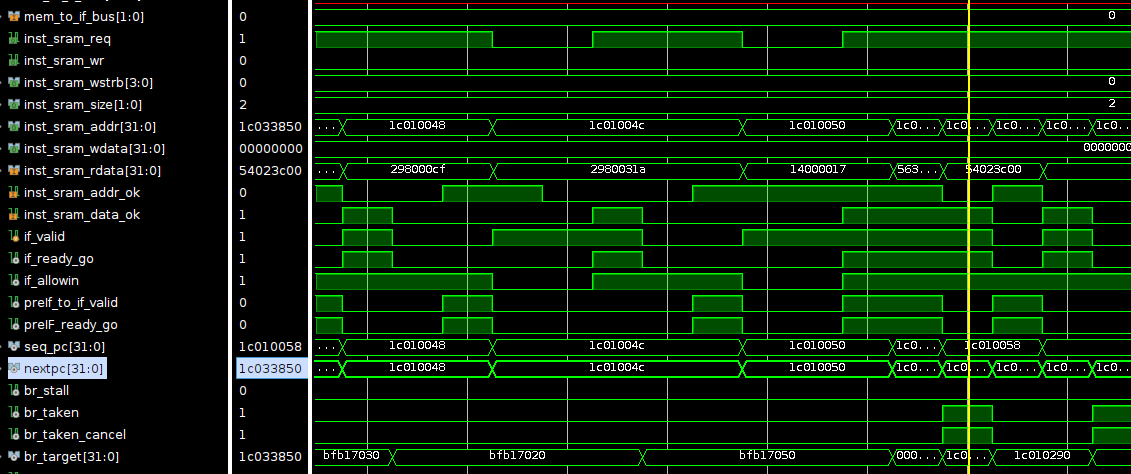 mem_to_if_bus[1:0] 0 0
inst_sram_req 1
inst_sram_wr 0
inst_sram_wstrb[3:0] 0 0
inst_sram_size[1:0] 2 2
inst_sram_addr[31:0] 1c033850 ... 1c010048 1c01004c 1c010050 1c0... 1c0... 1c0... 1c0... 1c0...
inst_sram_wdata[31:0] 00000000 0000000
inst_sram_rdata[31:0] 54023c00 ... 298000cf 2980031a 14000017 563... 54023c00
inst_sram_addr_ok 0
inst_sram_data_ok 1
if_valid 1
if_ready_go 1
if_allowin 1
preIf_to_if_valid 0
preIF_ready_go 0
seq_pc[31:0] 1c010058 ... 1c010048 1c01004c 1c010050 1c0... 1c010058
nextpc[31:0] 1c033850 ... 1c010048 1c01004c 1c010050 1c0... 1c0... 1c0... 1c0... 1c0...
br_stall 0
br_taken 1
br_taken_cancel 1
br_target[31:0] 1c033850 bfb17030 bfb17020 bfb17050 000... 1c0... 1c010290